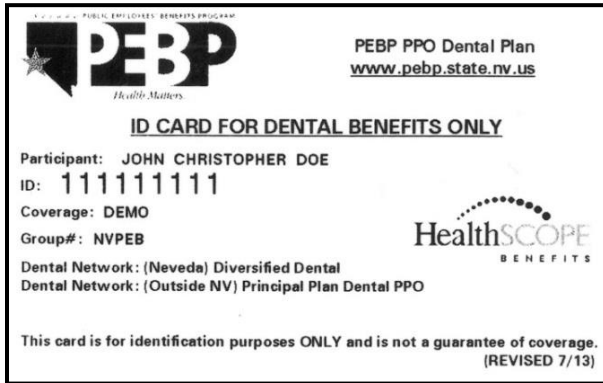 NEVADA PUBLIC EMPLOYEES' BENEFITS PROGRAM
PEBP
Health Matters.
PEBP PPO Dental Plan
www.pebp.state.nv.us
ID CARD FOR DENTAL BENEFITS ONLY
Participant: JOHN CHRISTOPHER DOE
ID: 111111111
Coverage: DEMO
Group#: NVPEB
HealthSCOPE
BENEFITS
Dental Network: (Neveda) Diversified Dental
Dental Network: (Outside NV) Principal Plan Dental PPO
This card is for identification purposes ONLY and is not a guarantee of coverage.
(REVISED 7/13)